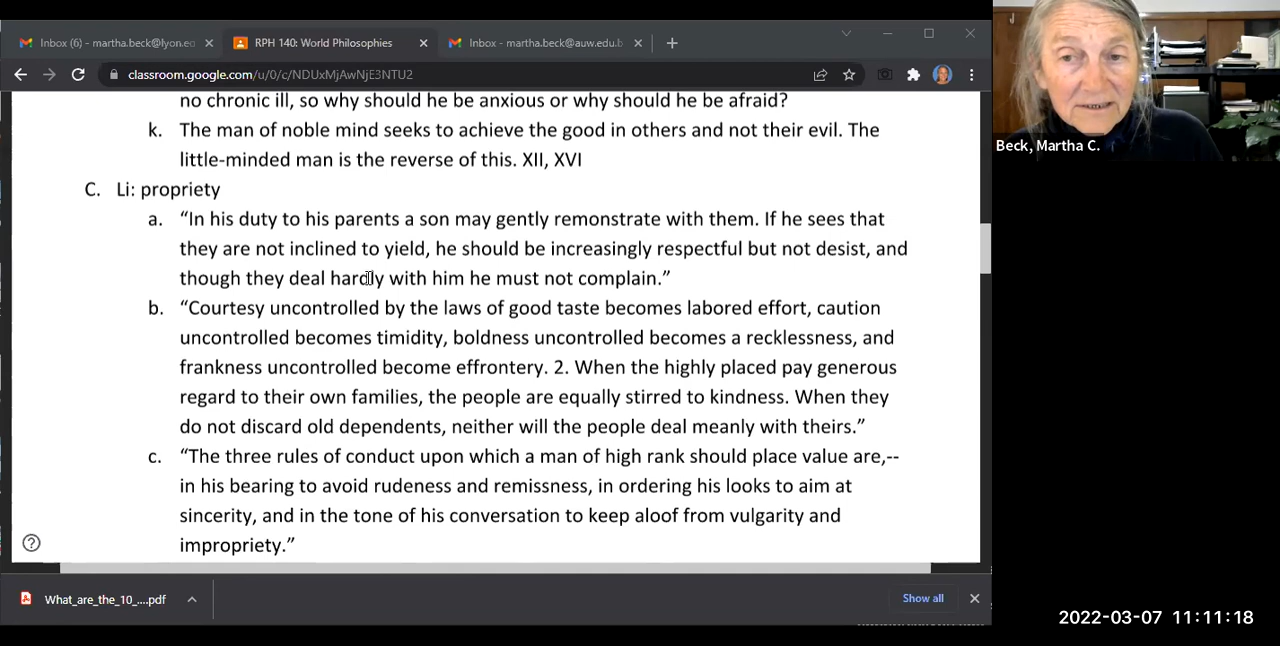 Inbox (6) - martha.beck@lyon.eo
RPH 140: World Philosophies
Inbox - martha.beck@auw.edu.b
classroom.google.com/u/0/c/NDUxMjAwNjE3NTU2
no chronic ill, so why should he be anxious or why should he be afraid?
k. The man of noble mind seeks to achieve the good in others and not their evil. The
little-minded man is the reverse of this. XII, XVI
C. Li: propriety
a. “In his duty to his parents a son may gently remonstrate with them. If he sees that
they are not inclined to yield, he should be increasingly respectful but not desist, and
though they deal hardly with him he must not complain.”
b. “Courtesy uncontrolled by the laws of good taste becomes labored effort, caution
uncontrolled becomes timidity, boldness uncontrolled becomes a recklessness, and
frankness uncontrolled become effrontery. 2. When the highly placed pay generous
regard to their own families, the people are equally stirred to kindness. When they
do not discard old dependents, neither will the people deal meanly with theirs.”
c. “The three rules of conduct upon which a man of high rank should place value are,--
in his bearing to avoid rudeness and remissness, in ordering his looks to aim at
sincerity, and in the tone of his conversation to keep aloof from vulgarity and
impropriety.”
What_are_the_10_....pdf
Show all
Beck, Martha C.
2022-03-07 11:11:18